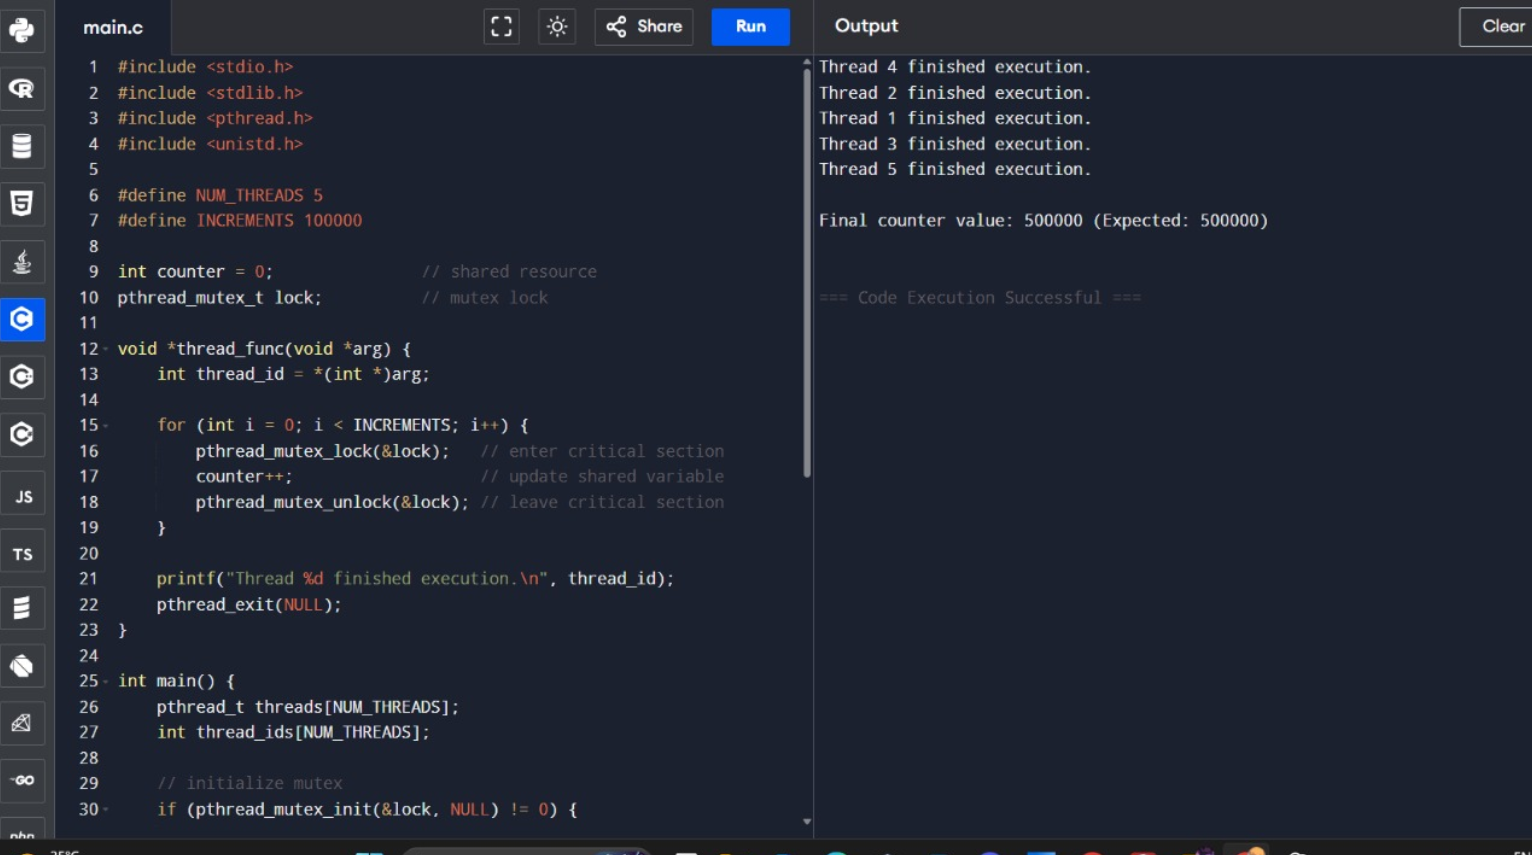 main.c
Share
Run
Output
Clear
1 #include <stdio.h>
2 #include <stdlib.h>
3 #include <pthread.h>
4 #include <unistd.h>
5
6 #define NUM_THREADS 5
7 #define INCREMENTS 100000
8
9 int counter = 0; // shared resource
10 pthread_mutex_t lock; // mutex lock
11
12 void *thread_func(void *arg) {
13 int thread_id = *(int *)arg;
14
15 for (int i = 0; i < INCREMENTS; i++) {
16 pthread_mutex_lock(&lock); // enter critical section
17 counter++; // update shared variable
18 pthread_mutex_unlock(&lock); // leave critical section
19 }
20
21 printf("Thread %d finished execution.\n", thread_id);
22 pthread_exit(NULL);
23 }
24
25 int main() {
26 pthread_t threads[NUM_THREADS];
27 int thread_ids[NUM_THREADS];
28
29 // initialize mutex
30 if (pthread_mutex_init(&lock, NULL) != 0) {
Thread 4 finished execution.
Thread 2 finished execution.
Thread 1 finished execution.
Thread 3 finished execution.
Thread 5 finished execution.
Final counter value: 500000 (Expected: 500000)
=== Code Execution Successful ===
R
5
C
C
C
JS
TS
GO
php